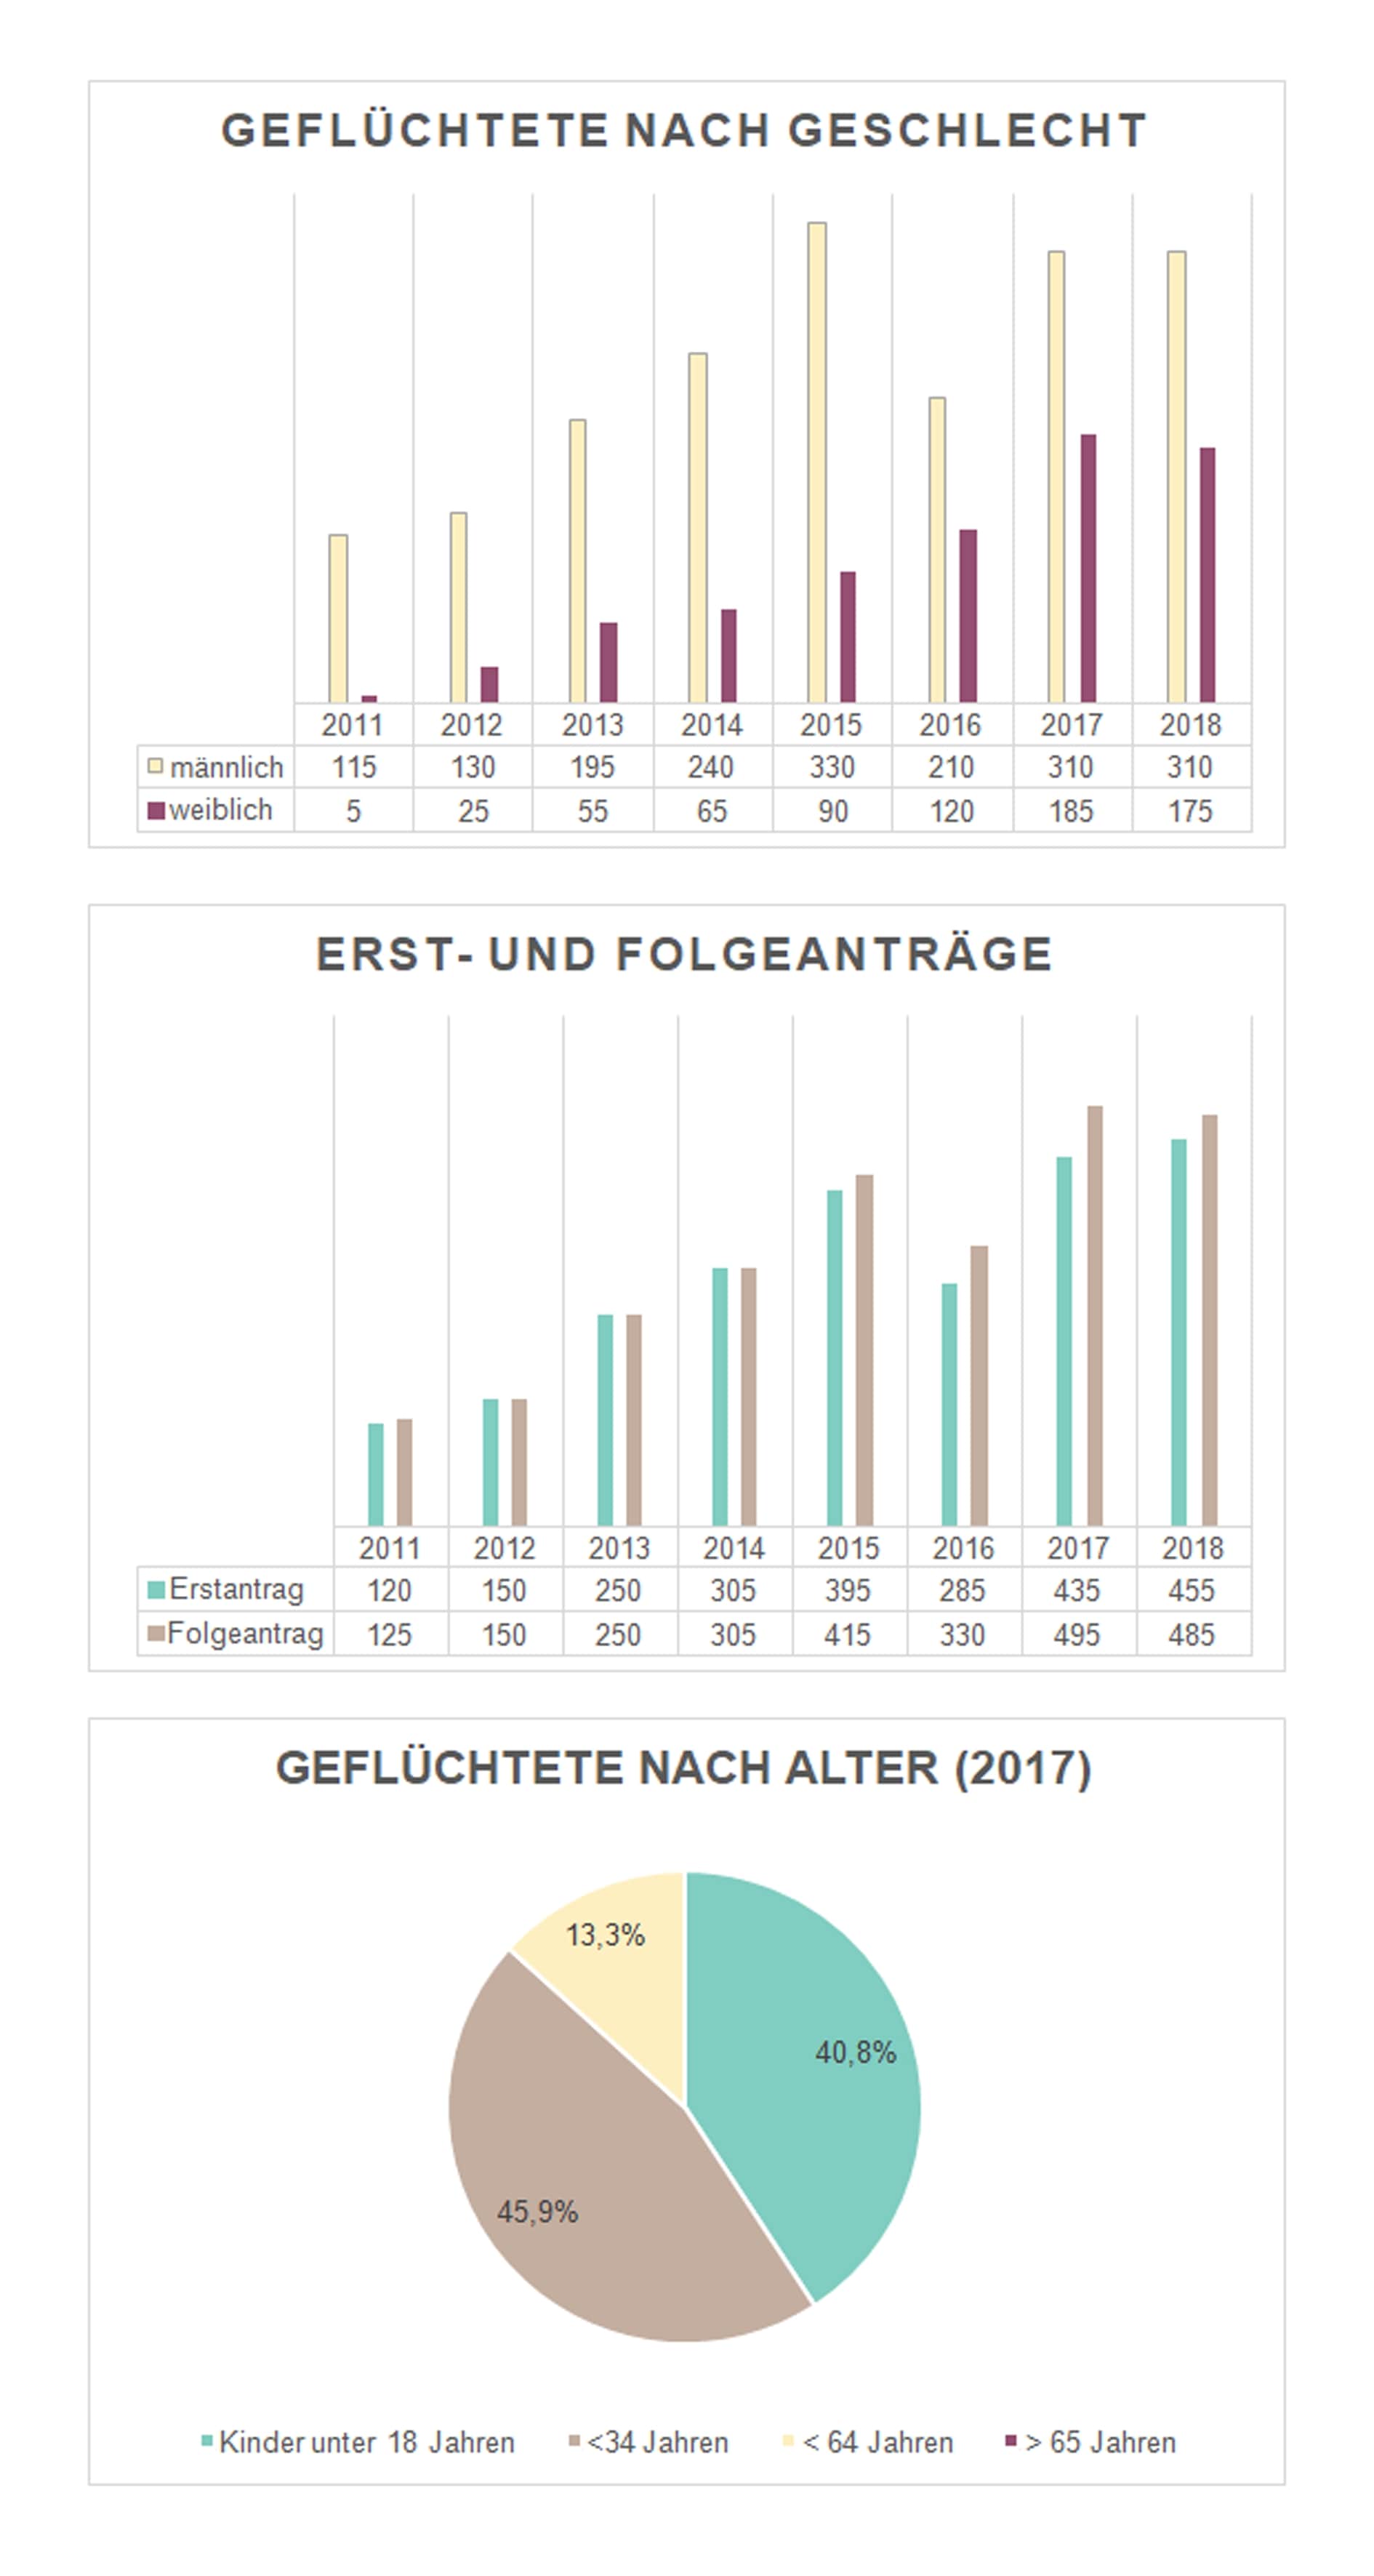 GEFLÜCHTETE NACH GESCHLECHT
2011 2012 2013 2014 2015 2016 2017 2018
männlich 115 130 195 240 330 210 310 310
weiblich 5 25 55 65 90 120 185 175
ERST- UND FOLGEANTRÄGE
2011 2012 2013 2014 2015 2016 2017 2018
Erstantrag 120 150 250 305 395 285 435 455
Folgeantrag 125 150 250 305 415 330 495 485
GEFLÜCHTETE NACH ALTER (2017)
13,3%
40,8%
45,9%
Kinder unter 18 Jahren <34 Jahren < 64 Jahren > 65 Jahren